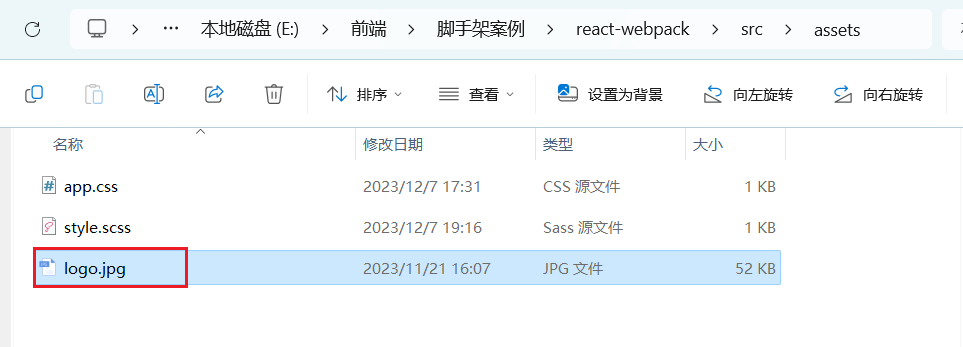 ··· 本地磁盘 (E:) 前端 脚手架案例 react-webpack src assets
排序 查看 设置为背景 向左旋转 向右旋转
名称 修改日期 类型 大小
app.css 2023/12/7 17:31 CSS 源文件 1 KB
style.scss 2023/12/7 19:16 Sass 源文件 1 KB
logo.jpg 2023/11/21 16:07 JPG 文件 52 KB